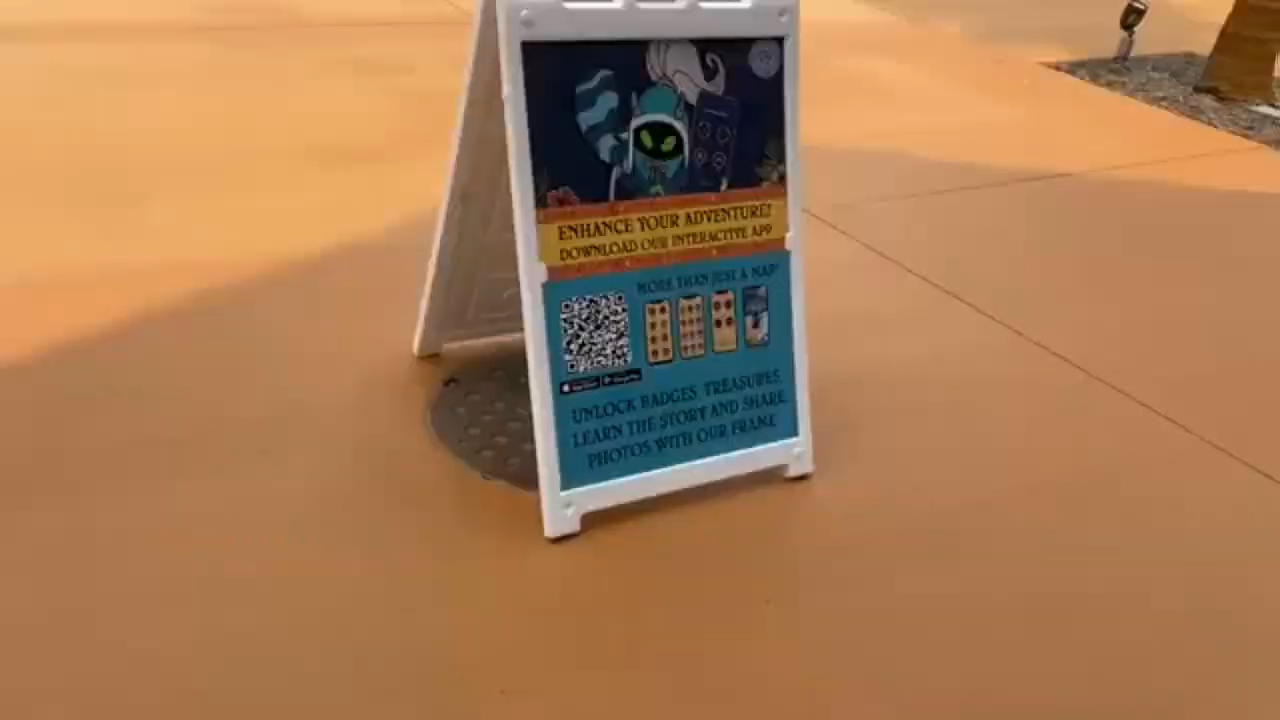 ENHANCE YOUR ADVENTURE!
DOWNLOAD OUR INTERACTIVE APP
MORE THAN JUST A MAP!
UNLOCK BADGES, TREASURES,
LEARN THE STORY AND SHARE
PHOTOS WITH OUR FRAME